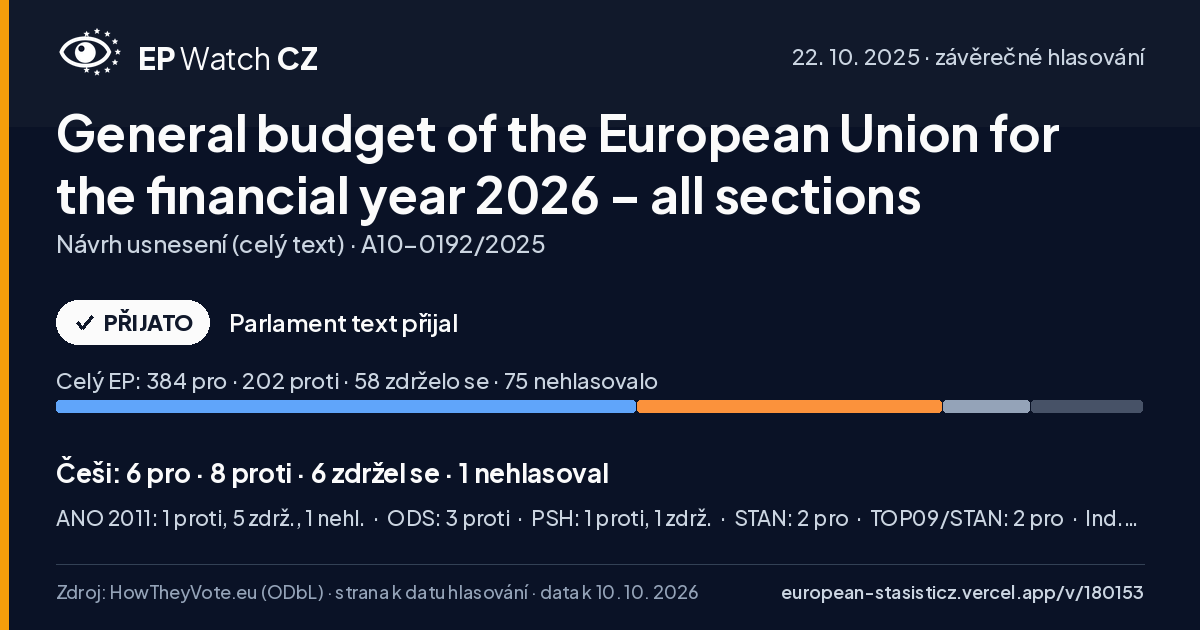 EP Watch CZ
22. 10. 2025 · závěrečné hlasování
General budget of the European Union for
the financial year 2026 – all sections
Návrh usnesení (celý text) · A10-0192/2025
✓ PŘIJATO
Parlament text přijal
Celý EP: 384 pro · 202 proti · 58 zdrželo se · 75 nehlasovalo
Češi: 6 pro · 8 proti · 6 zdržel se · 1 nehlasoval
ANO 2011: 1 proti, 5 zdrž., 1 nehl. · ODS: 3 proti · PSH: 1 proti, 1 zdrž. · STAN: 2 pro · TOP09/STAN: 2 pro · Ind.…
Zdroj: HowTheyVote.eu (ODbL) · strana k datu hlasování · data k 10. 10. 2026
european-stasisticz.vercel.app/v/180153